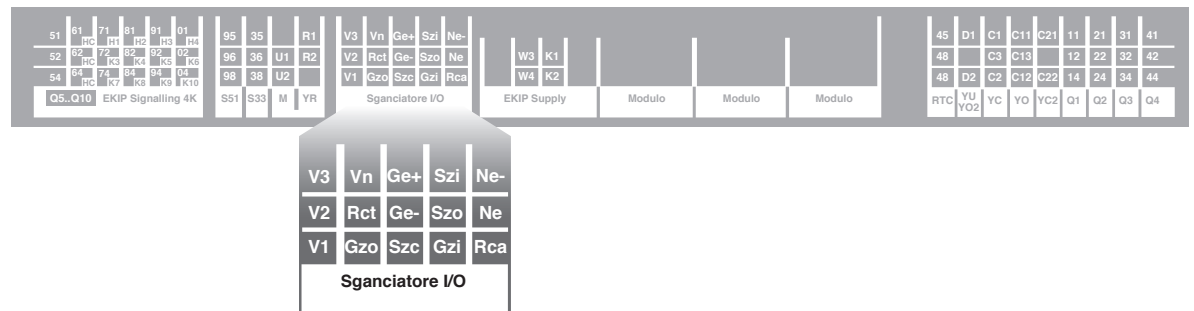 51 61 HC 71 H1 81 H2 91 H3 01 H4 95 35 R1 V3 Vn Ge+ Szi Ne- 45 D1 C1 C11 C21 11 21 31 41
52 62 HC 72 K3 82 K4 92 K5 02 K6 96 36 U1 R2 V2 Rct Ge- Szo Ne W3 K1 48 C3 C13 12 22 32 42
54 64 HC 74 K7 84 K8 94 K9 04 K10 98 38 U2 V1 Gzo Szc Gzi Rca W4 K2 48 D2 C2 C12 C22 14 24 34 44
Q5..Q10 EKIP Signalling 4K S51 S33 M YR Sganciatore I/O EKIP Supply Modulo Modulo Modulo RTC YU YO2 YC YO YC2 Q1 Q2 Q3 Q4
V3 Vn Ge+ Szi Ne-
V2 Rct Ge- Szo Ne
V1 Gzo Szc Gzi Rca
Sganciatore I/O